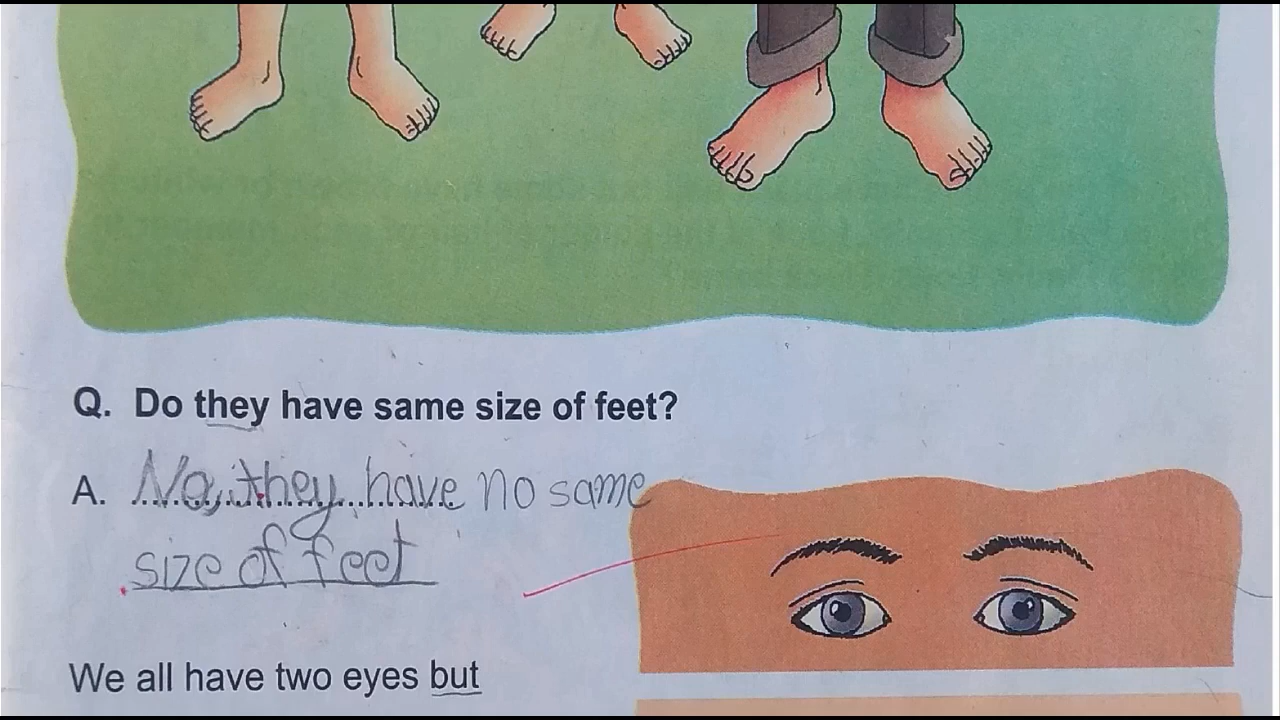 Q. Do they have same size of feet?
A. No, they have no same
size of feet
We all have two eyes but